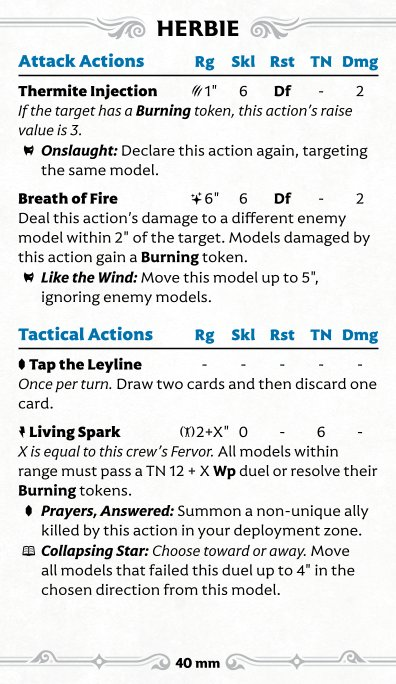 HERBIE
Attack Actions Rg Skl Rst TN Dmg
Thermite Injection 1" 6 Df - 2
If the target has a Burning token, this action's raise
value is 3.
Onslaught: Declare this action again, targeting
the same model.
Breath of Fire 6" 6 Df - 2
Deal this action's damage to a different enemy
model within 2" of the target. Models damaged by
this action gain a Burning token.
Like the Wind: Move this model up to 5",
ignoring enemy models.
Tactical Actions Rg Skl Rst TN Dmg
Tap the Leyline - - - - -
Once per turn. Draw two cards and then discard one
card.
Living Spark 2+X" 0 - 6 -
X is equal to this crew's Fervor. All models within
range must pass a TN 12 + X Wp duel or resolve their
Burning tokens.
Prayers, Answered: Summon a non-unique ally
killed by this action in your deployment zone.
Collapsing Star: Choose toward or away. Move
all models that failed this duel up to 4" in the
chosen direction from this model.
40 mm